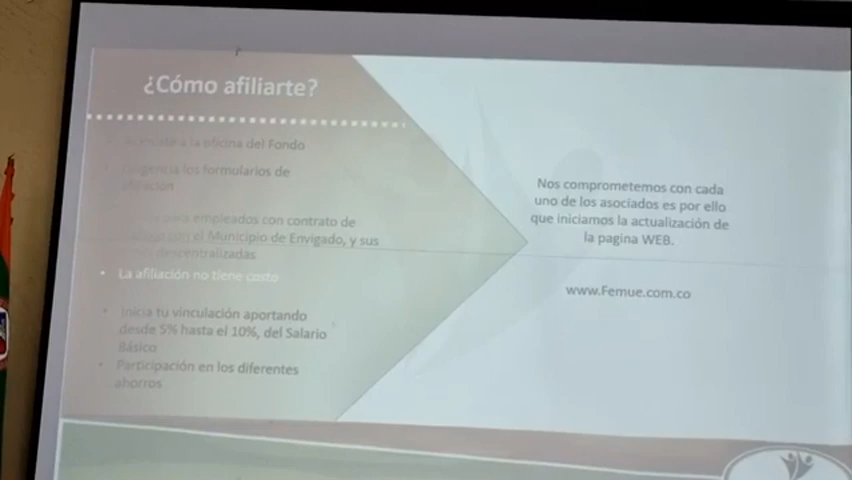 ¿Cómo afiliarte?
a la oficina del Fondo
los formularios de
afiliación
para empleados con contrato de
el Municipio de Envigado, y sus
descentralizadas
• La afiliación no tiene costo
• Inicia tu vinculación aportando
desde 5% hasta el 10%, del Salario
Básico
• Participación en los diferentes
ahorros
Nos comprometemos con cada
uno de los asociados es por ello
que iniciamos la actualización de
la pagina WEB.
www.Femue.com.co